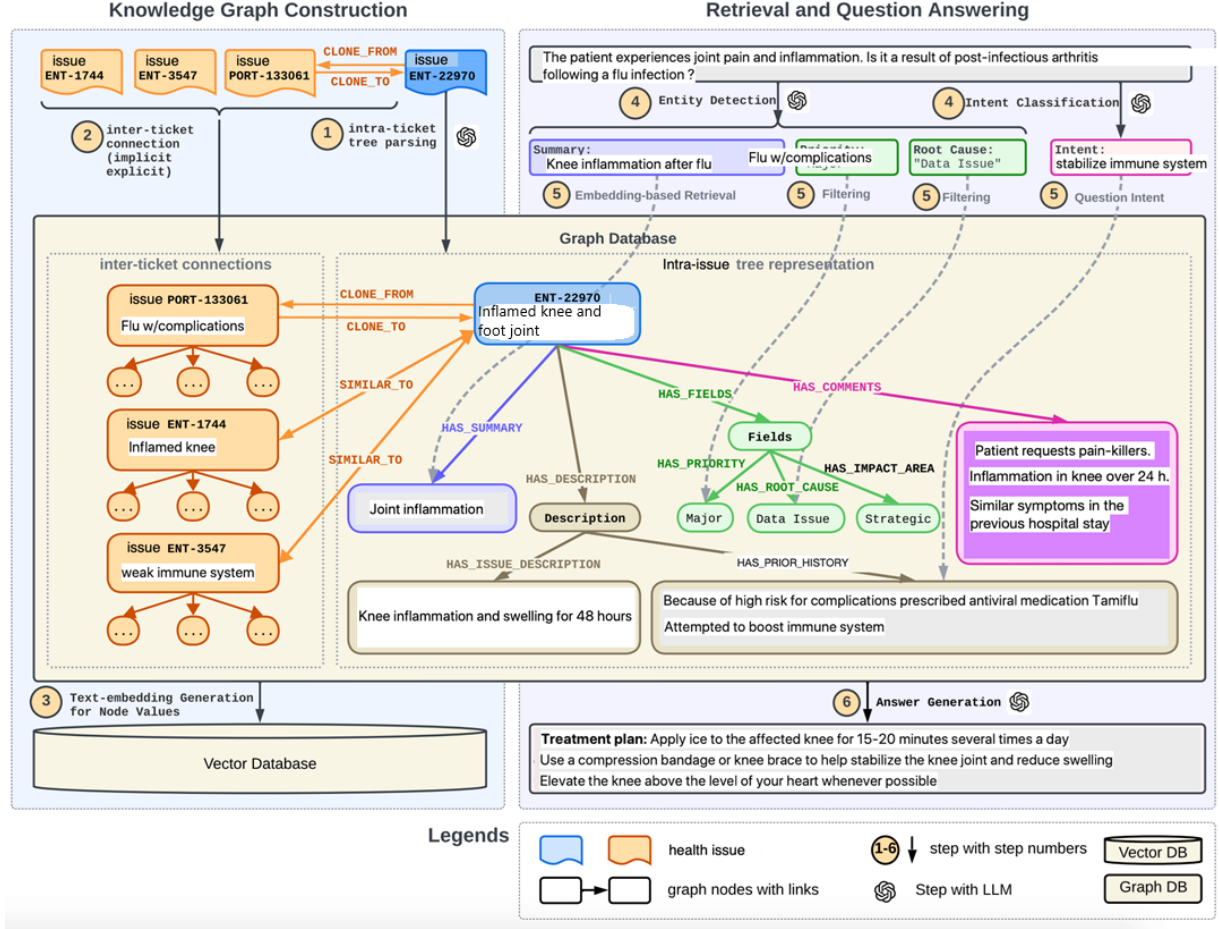 Knowledge Graph Construction
Retrieval and Question Answering
issue
ENT-1744
issue
ENT-3547
issue
PORT-133061
CLONE_FROM
CLONE_TO
issue
ENT-22970
2
inter-ticket
connection
(implicit
explicit)
1
intra-ticket
tree parsing
The patient experiences joint pain and inflammation. Is it a result of post-infectious arthritis
following a flu infection ?
4
Entity Detection
4
Intent Classification
Summary:
Knee inflammation after flu
Flu w/complications
Root Cause:
"Data Issue"
Intent:
stabilize immune system
5
Embedding-based Retrieval
5
Filtering
5
Filtering
5
Question Intent
Graph Database
inter-ticket connections
Intra-issue tree representation
issue PORT-133061
Flu w/complications
... ... ...
issue ENT-1744
Inflamed knee
... ... ...
issue ENT-3547
weak immune system
... ... ...
CLONE_FROM
CLONE_TO
SIMILAR_TO
SIMILAR_TO
ENT-22970
Inflamed knee and
foot joint
HAS_SUMMARY
HAS_DESCRIPTION
HAS_FIELDS
HAS_COMMENTS
Joint inflammation
Description
Fields
HAS_PRIORITY
HAS_ROOT_CAUSE
HAS_IMPACT_AREA
Major
Data Issue
Strategic
Patient requests pain-killers.
Inflammation in knee over 24 h.
Similar symptoms in the
previous hospital stay
HAS_ISSUE_DESCRIPTION
HAS_PRIOR_HISTORY
Knee inflammation and swelling for 48 hours
Because of high risk for complications prescribed antiviral medication Tamiflu
Attempted to boost immune system
3
Text-embedding Generation
for Node Values
Vector Database
6
Answer Generation
Treatment plan: Apply ice to the affected knee for 15-20 minutes several times a day
Use a compression bandage or knee brace to help stabilize the knee joint and reduce swelling
Elevate the knee above the level of your heart whenever possible
Legends
health issue
graph nodes with links
1-6
step with step numbers
Step with LLM
Vector DB
Graph DB